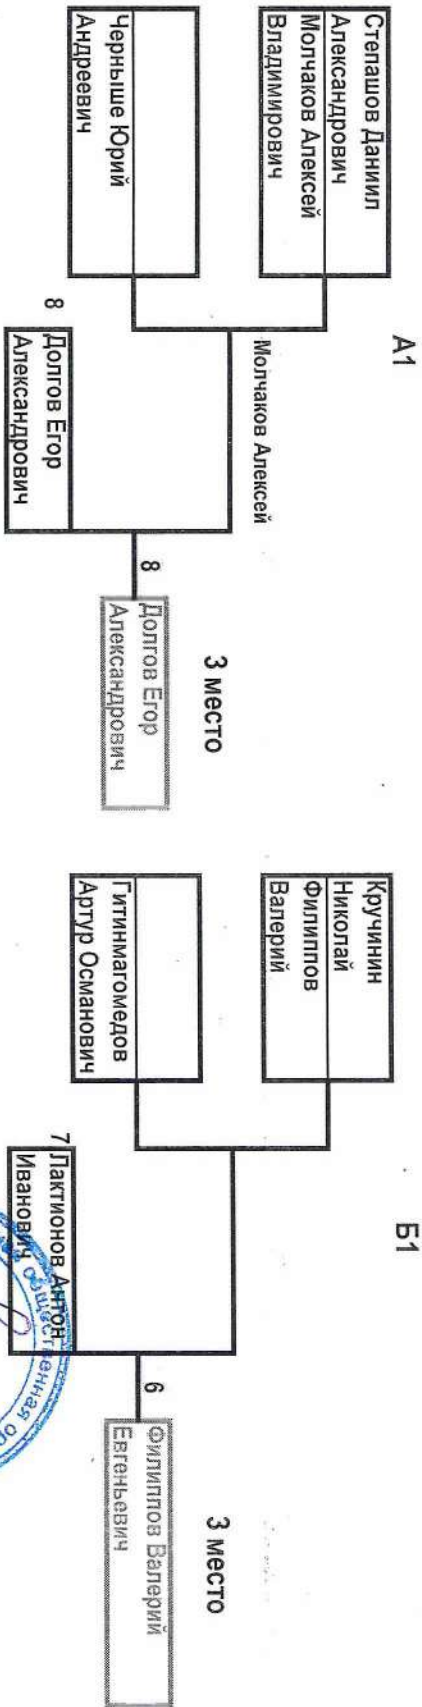 А1
Степашов Даниил
Александрович
Молчаков Алексей
Владимирович
Черныше Юрий
Андреевич
Молчаков Алексей
8
Долгов Егор
Александрович
8
3 место
Долгов Егор
Александрович
Б1
Кручинин
Николай
Филиппов
Валерий
Гитинмагомедов
Артур Османович
7
Лактионов Антон
Иванович
6
3 место
Филиппов Валерий
Евгеньевич
общественная